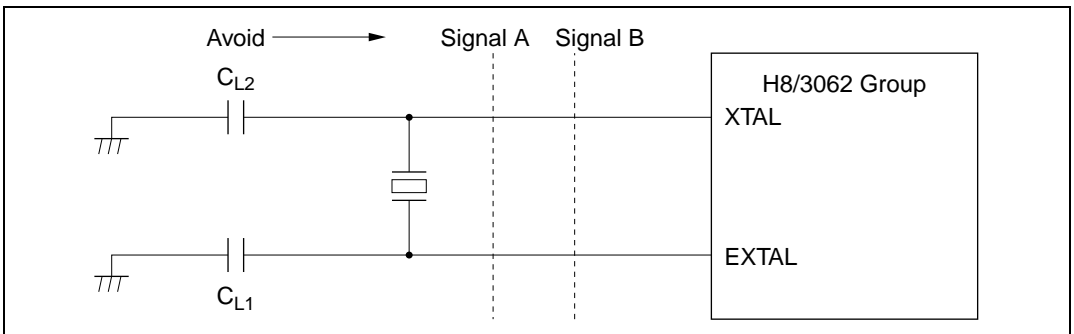 Avoid
Signal A
Signal B
CL2
H8/3062 Group
XTAL
EXTAL
CL1